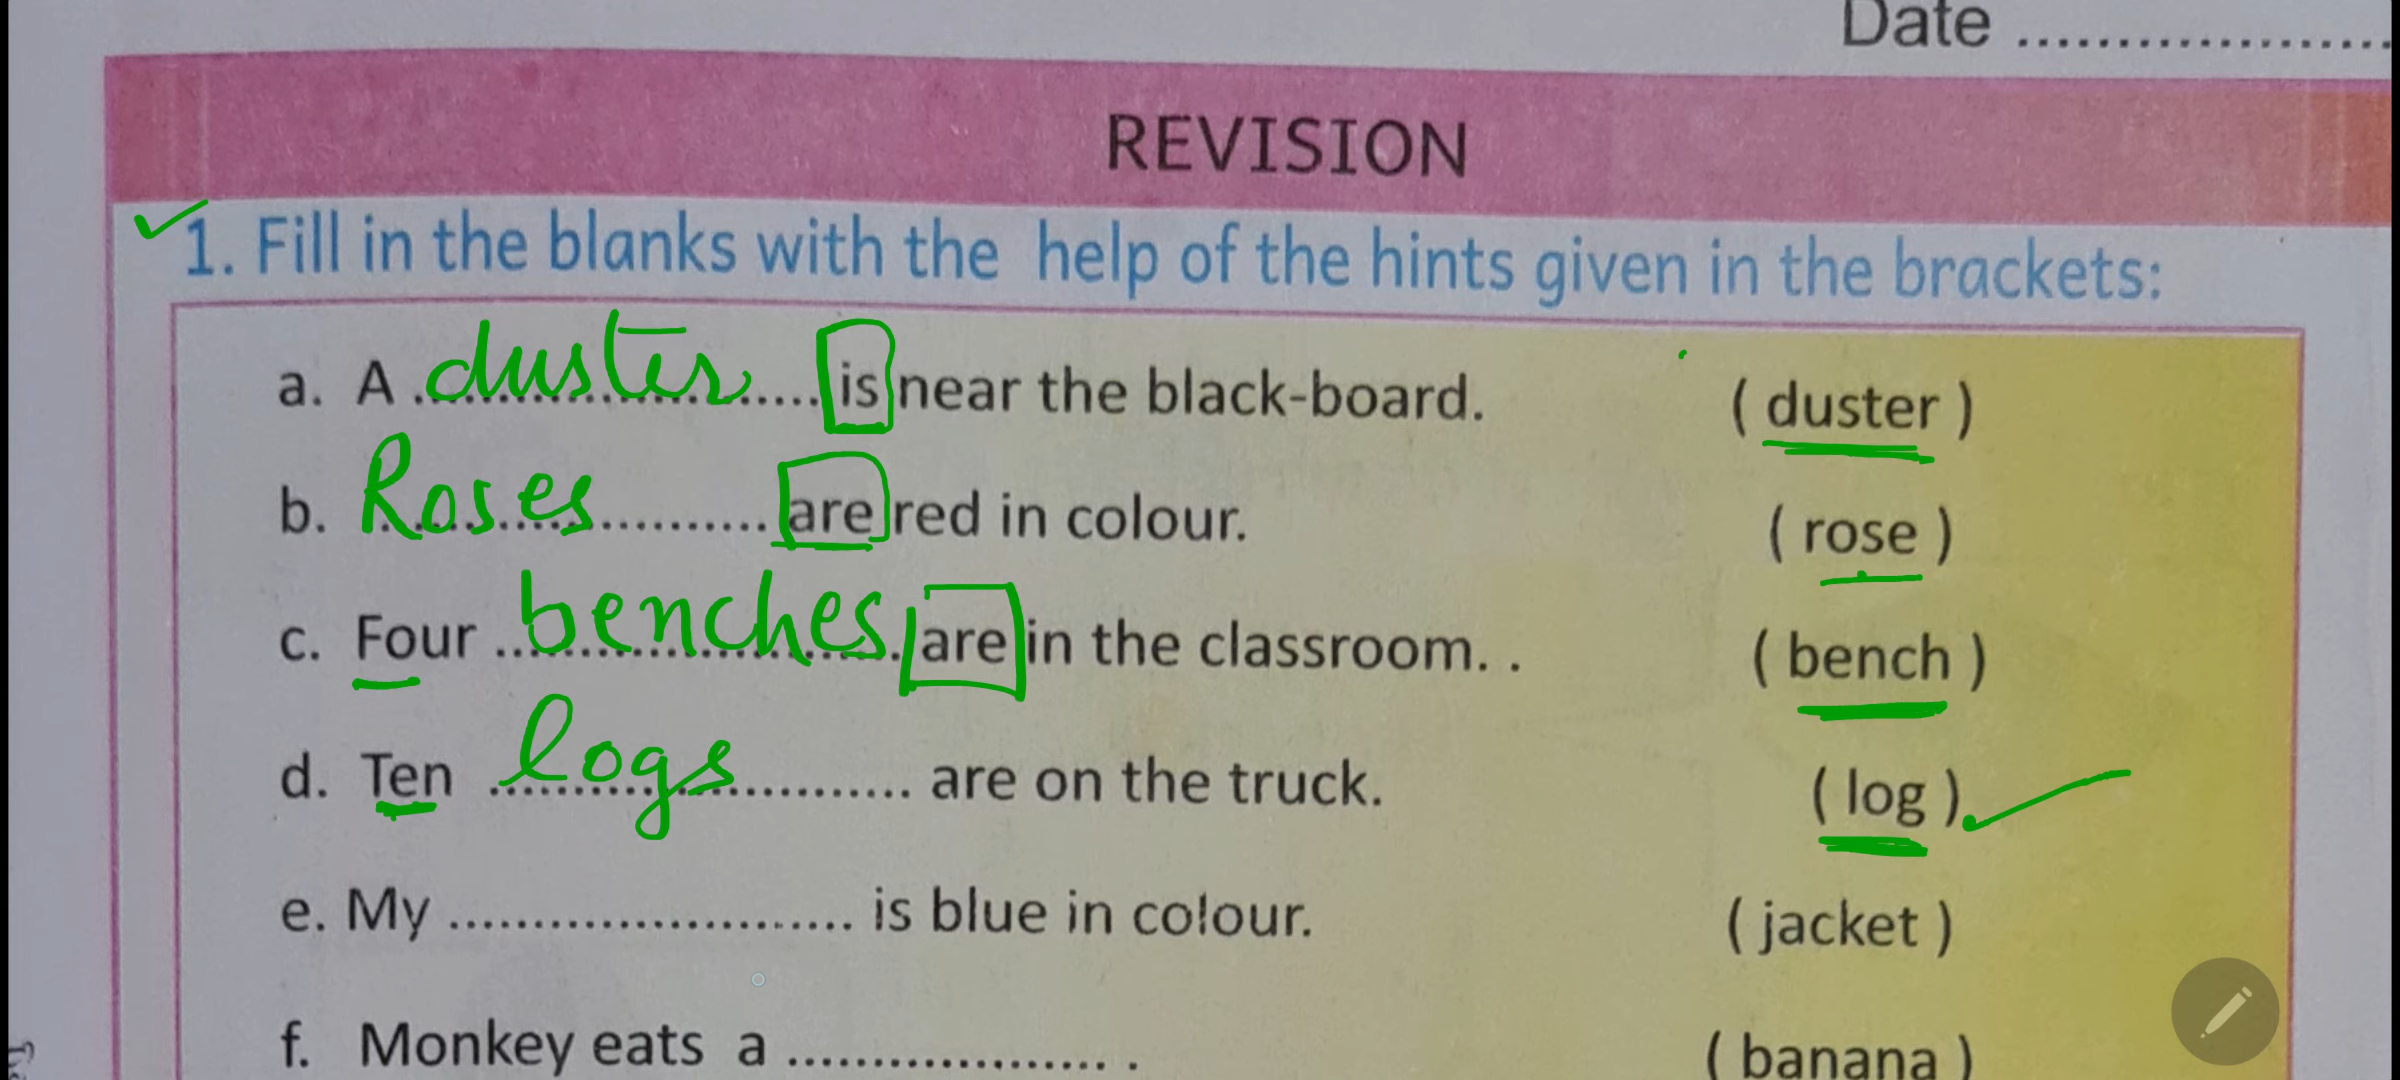 Date ...................
REVISION
1. Fill in the blanks with the help of the hints given in the brackets:
a. A duster is near the black-board. ( duster )
b. Roses are red in colour. ( rose )
c. Four benches are in the classroom. . ( bench )
d. Ten logs are on the truck. ( log )
e. My ........................ is blue in colour. ( jacket )
f. Monkey eats a ................... . ( banana )